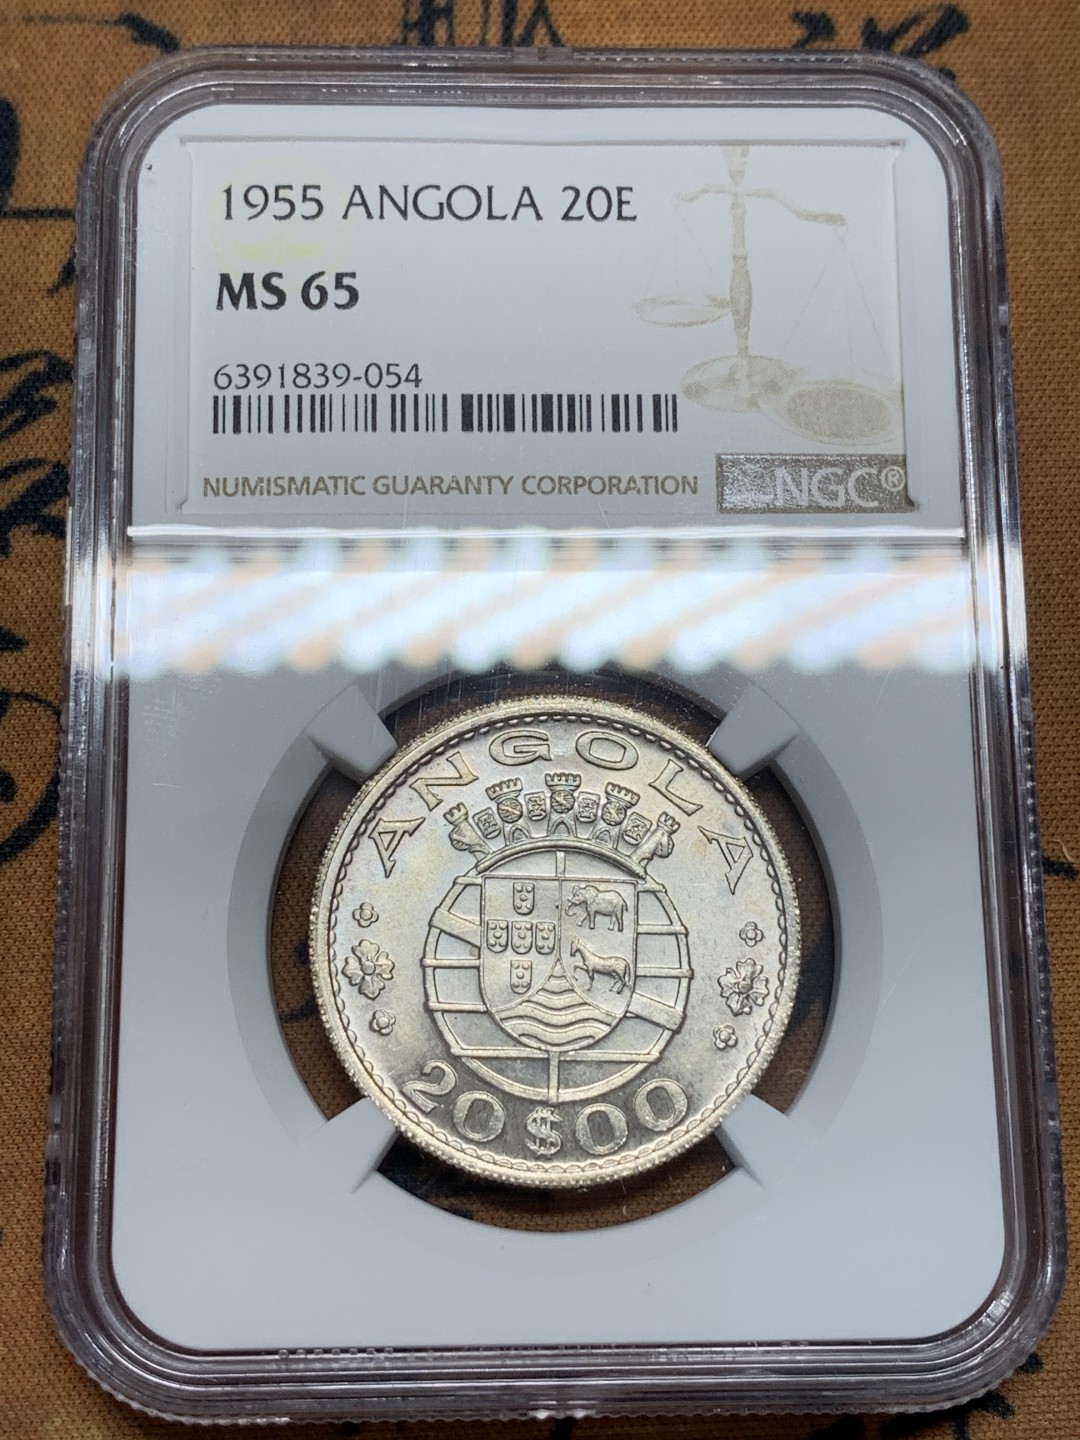 1955 ANGOLA 20E
MS 65
6391839-054
NUMISMATIC GUARANTY CORPORATION
NGC®
ANGOLA
20$00